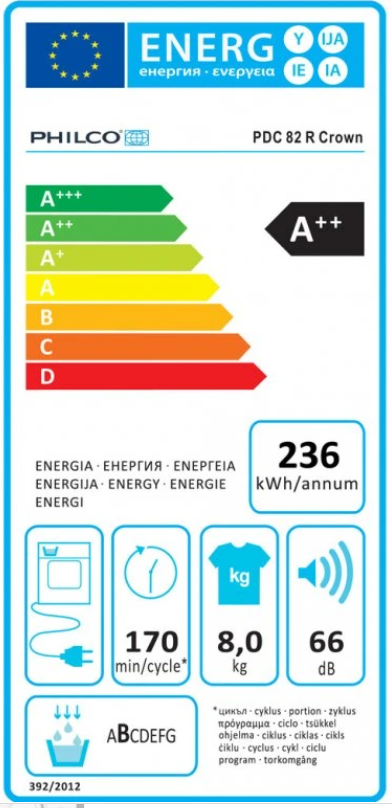 ENERG
енергия · ενεργεια
Y
IJA
IE
IA
PHILCO
PDC 82 R Crown
A+++
A++
A+
A
B
C
D
A++
236
kWh/annum
ENERGIA · ЕНЕРГИЯ · ΕΝΕΡΓΕΙΑ
ENERGIJA · ENERGY · ENERGIE
ENERGI
170
min/cycle*
kg
8,0
kg
66
dB
ABCDEFG
*цикъл · cyklus · portion · zyklus
πρόγραμμα · ciclo · tsükkel
ohjelma · ciklus · ciklas · cikls
ċiklu · cyclus · cykl · ciclu
program · torkomgång
392/2012